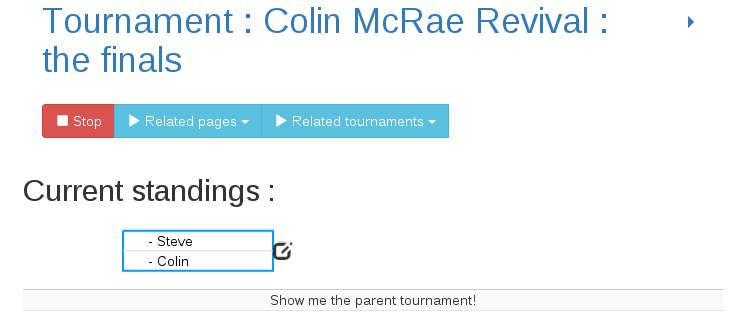 Tournament : Colin McRae Revival :
the finals
Stop
Related pages
Related tournaments
Current standings :
- Steve
- Colin
Show me the parent tournament!